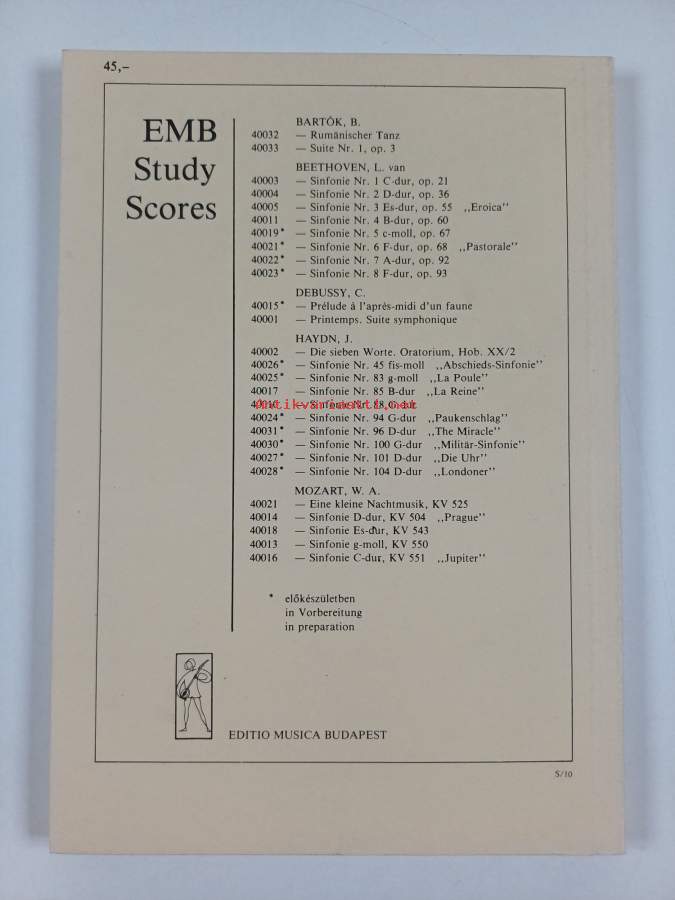 45,–
EMB
Study
Scores
BARTÓK, B.
40032 — Rumänischer Tanz
40033 — Suite Nr. 1, op. 3
BEETHOVEN, L. van
40003 — Sinfonie Nr. 1 C-dur, op. 21
40004 — Sinfonie Nr. 2 D-dur, op. 36
40005 — Sinfonie Nr. 3 Es-dur, op. 55 ,,Eroica''
40011 — Sinfonie Nr. 4 B-dur, op. 60
40019* — Sinfonie Nr. 5 c-moll, op. 67
40021* — Sinfonie Nr. 6 F-dur, op. 68 ,,Pastorale''
40022* — Sinfonie Nr. 7 A-dur, op. 92
40023* — Sinfonie Nr. 8 F-dur, op. 93
DEBUSSY, C.
40015* — Prélude à l'après-midi d'un faune
40001 — Printemps. Suite symphonique
HAYDN, J.
40002 — Die sieben Worte. Oratorium, Hob. XX/2
40026* — Sinfonie Nr. 45 fis-moll ,,Abschieds-Sinfonie''
40025* — Sinfonie Nr. 83 g-moll ,,La Poule''
40017 — Sinfonie Nr. 85 B-dur ,,La Reine''
— Sinfonie Nr. 88 G-dur
Antikvariaatti.net
40024* — Sinfonie Nr. 94 G-dur ,,Paukenschlag''
40031* — Sinfonie Nr. 96 D-dur ,,The Miracle''
40030* — Sinfonie Nr. 100 G-dur ,,Militär-Sinfonie''
40027* — Sinfonie Nr. 101 D-dur ,,Die Uhr''
40028* — Sinfonie Nr. 104 D-dur ,,Londoner''
MOZART, W. A.
40021 — Eine kleine Nachtmusik, KV 525
40014 — Sinfonie D-dur, KV 504 ,,Prague''
40018 — Sinfonie Es-dur, KV 543
40013 — Sinfonie g-moll, KV 550
40016 — Sinfonie C-dur, KV 551 ,,Jupiter''
* előkészületben
in Vorbereitung
in preparation
EDITIO MUSICA BUDAPEST
S/10